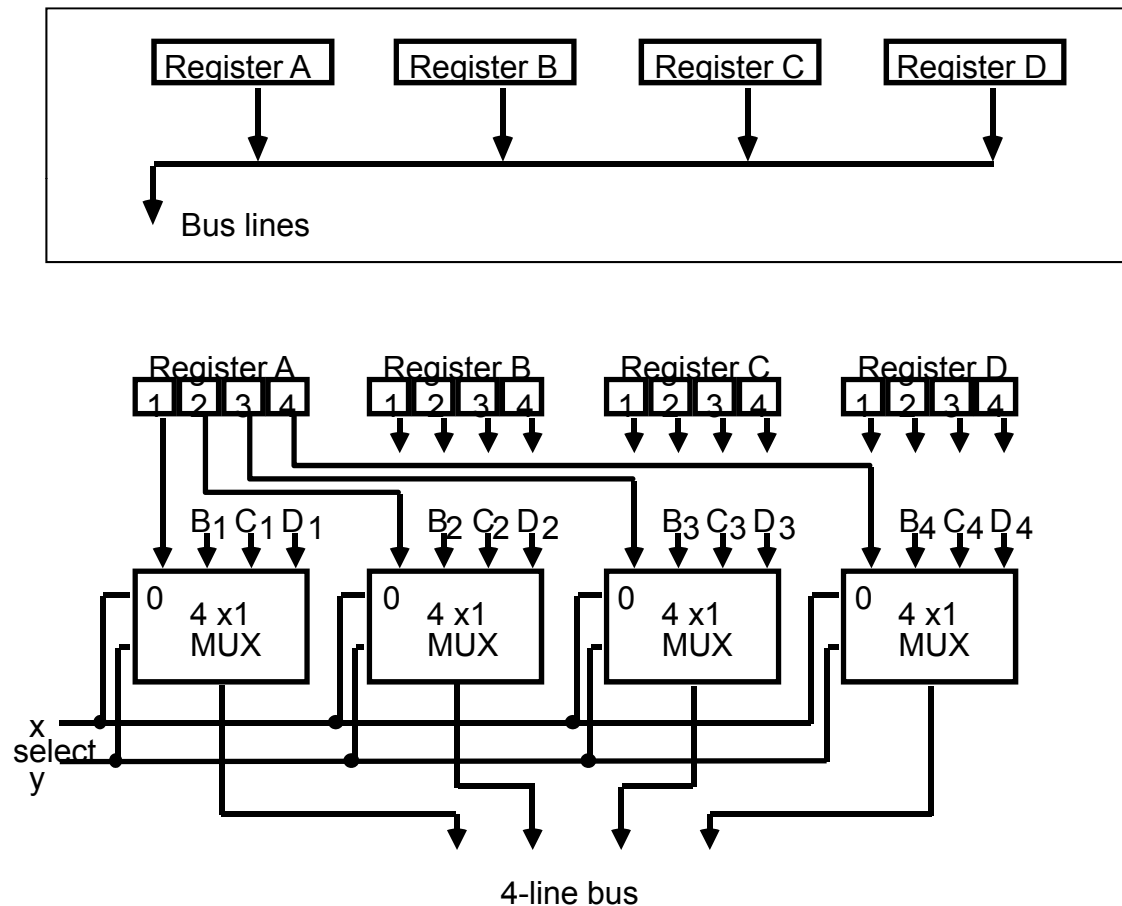 Register A Register B Register C Register D
Bus lines
Register A Register B Register C Register D
1 2 3 4 1 2 3 4 1 2 3 4 1 2 3 4
B1 C1 D1 B2 C2 D2 B3 C3 D3 B4 C4 D4
0 0 0 0
4 x1 4 x1 4 x1 4 x1
MUX MUX MUX MUX
x
select
y
4-line bus